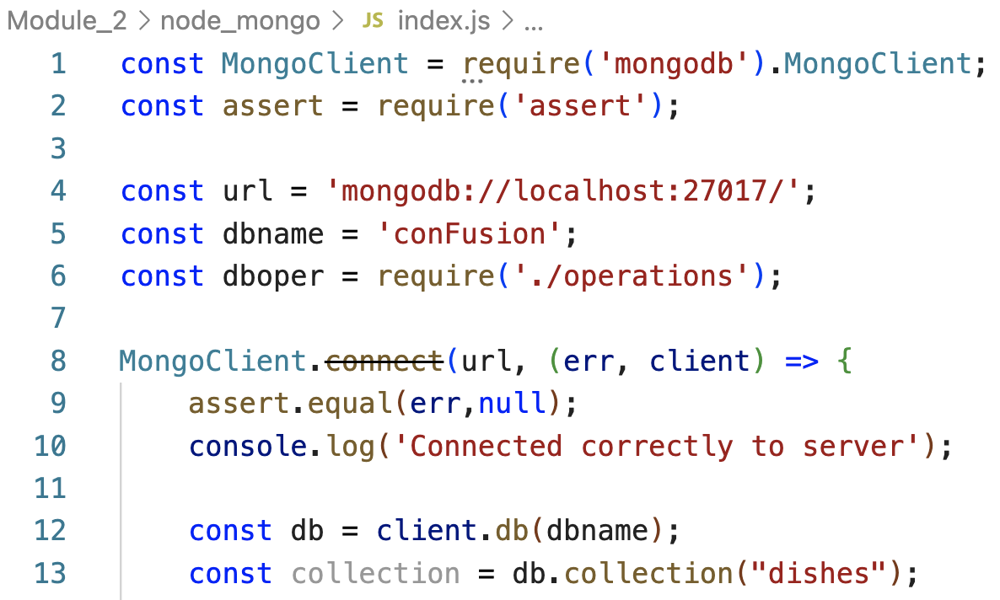 Module_2 > node_mongo > JS index.js > ...
1 const MongoClient = require('mongodb').MongoClient;
2 const assert = require('assert');
3
4 const url = 'mongodb://localhost:27017/';
5 const dbname = 'conFusion';
6 const dboper = require('./operations');
7
8 MongoClient.connect(url, (err, client) => {
9     assert.equal(err,null);
10     console.log('Connected correctly to server');
11
12     const db = client.db(dbname);
13     const collection = db.collection("dishes");